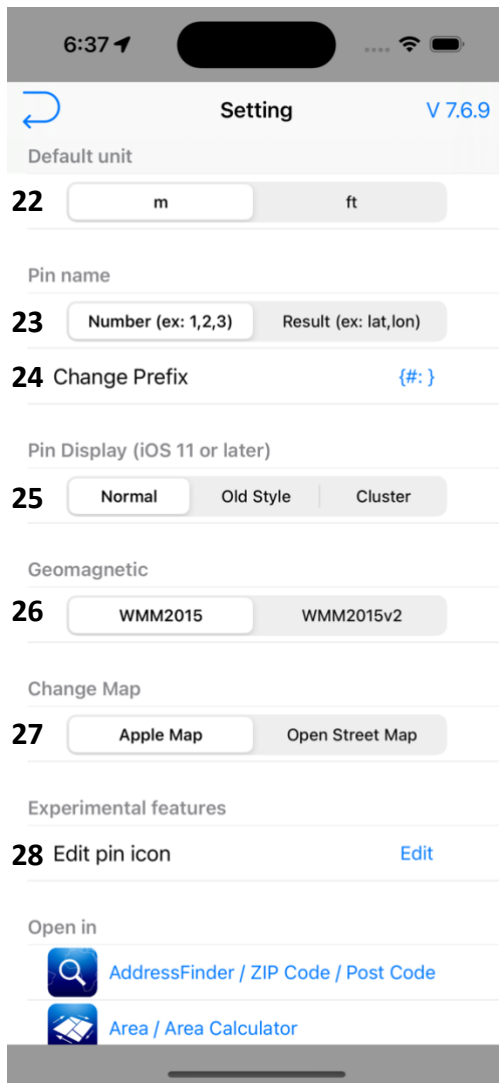 6:37
Setting V 7.6.9
Default unit
22 m ft
Pin name
23 Number (ex: 1,2,3) Result (ex: lat,lon)
24 Change Prefix {#: }
Pin Display (iOS 11 or later)
25 Normal Old Style Cluster
Geomagnetic
26 WMM2015 WMM2015v2
Change Map
27 Apple Map Open Street Map
Experimental features
28 Edit pin icon Edit
Open in
AddressFinder / ZIP Code / Post Code
Area / Area Calculator